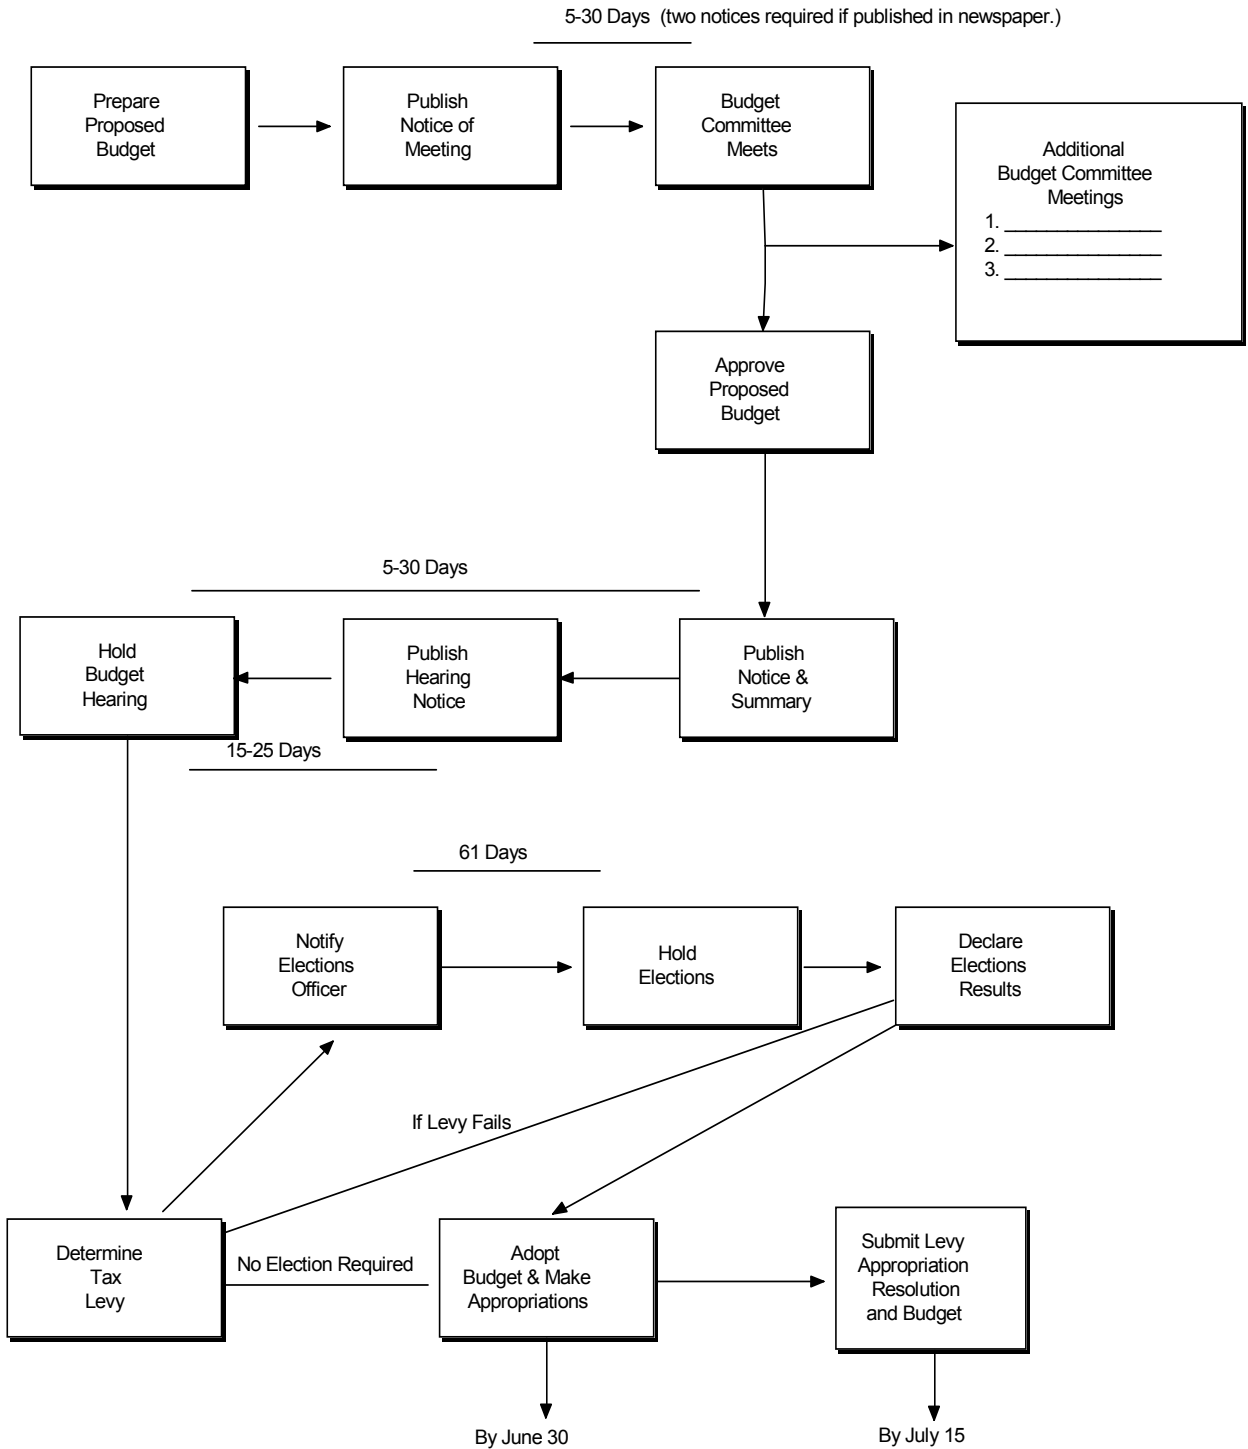 5-30 Days (two notices required if published in newspaper.)
Prepare
Proposed
Budget
Publish
Notice of
Meeting
Budget
Committee
Meets
Additional
Budget Committee
Meetings
1. _______________
2. _______________
3. _______________
Approve
Proposed
Budget
5-30 Days
Hold
Budget
Hearing
Publish
Hearing
Notice
Publish
Notice &
Summary
15-25 Days
61 Days
Notify
Elections
Officer
Hold
Elections
Declare
Elections
Results
If Levy Fails
Determine
Tax
Levy
No Election Required
Adopt
Budget & Make
Appropriations
Submit Levy
Appropriation
Resolution
and Budget
By June 30
By July 15